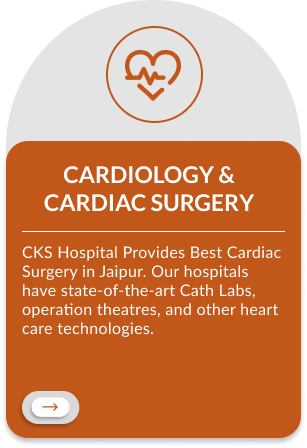 CARDIOLOGY &
CARDIAC SURGERY
CKS Hospital Provides Best Cardiac
Surgery in Jaipur. Our hospitals
have state-of-the-art Cath Labs,
operation theatres, and other heart
care technologies.